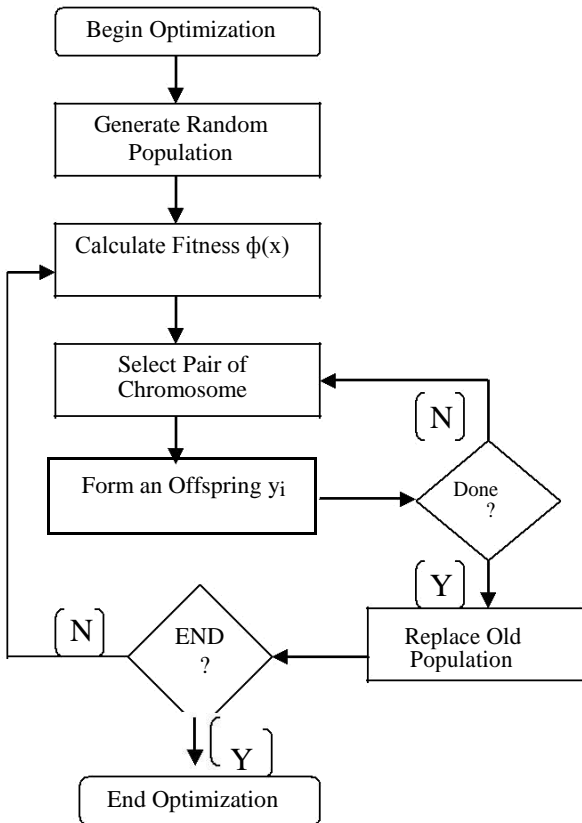 Begin Optimization
Generate Random
Population
Calculate Fitness ϕ(x)
Select Pair of
Chromosome
(N)
Form an Offspring yi
Done
?
(Y)
(N)
END
?
Replace Old
Population
(Y)
End Optimization